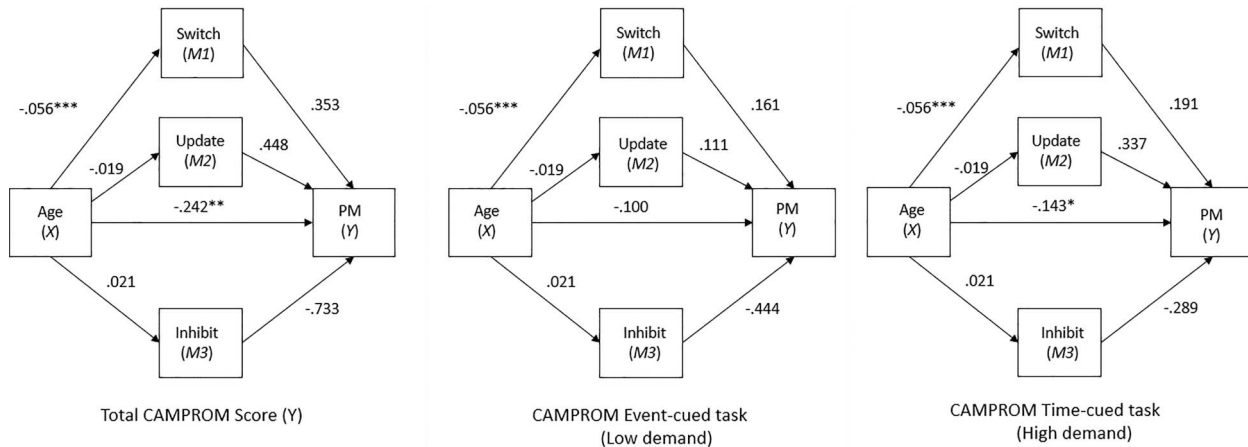 Switch
(M1)
-.056***
.353
Update
(M2)
-.019
.448
Age
(X)
-.242**
PM
(Y)
.021
-.733
Inhibit
(M3)
Total CAMPROM Score (Y)
Switch
(M1)
-.056***
.161
Update
(M2)
-.019
.111
Age
(X)
-.100
PM
(Y)
.021
-.444
Inhibit
(M3)
CAMPROM Event-cued task
(Low demand)
Switch
(M1)
-.056***
.191
Update
(M2)
-.019
.337
Age
(X)
-.143*
PM
(Y)
.021
-.289
Inhibit
(M3)
CAMPROM Time-cued task
(High demand)